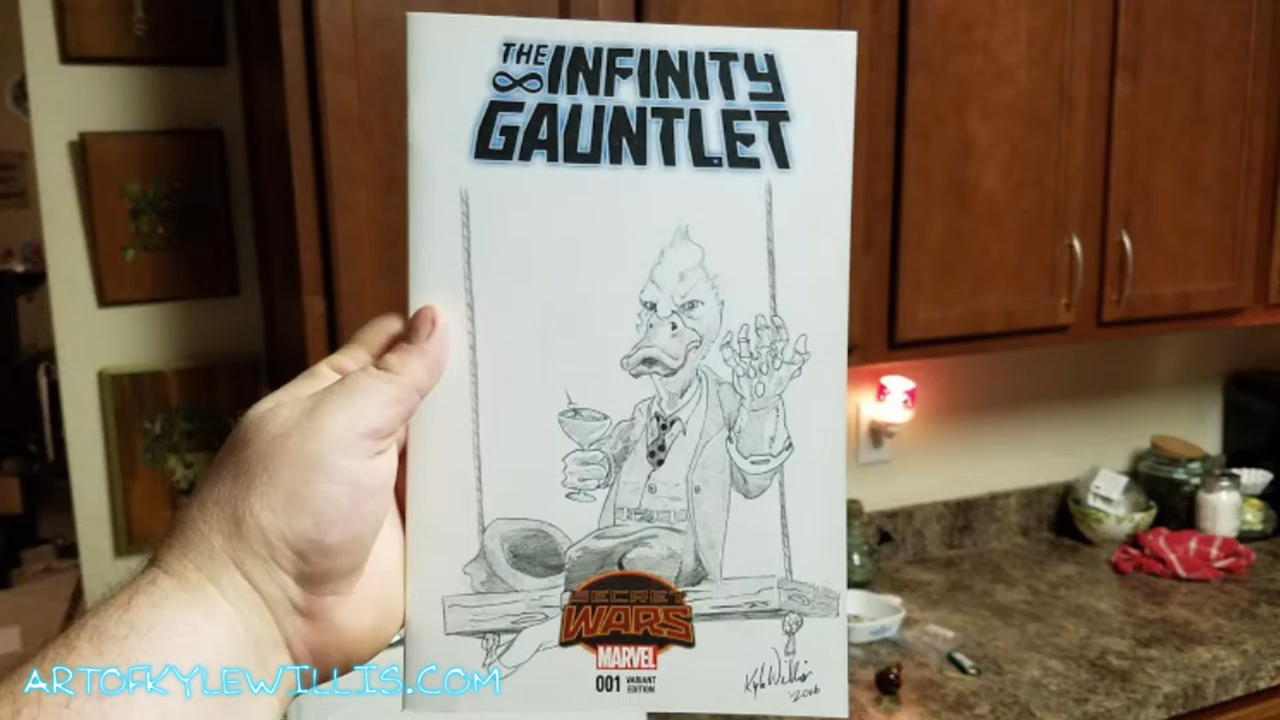 THE
∞INFINITY
GAUNTLET
SECRET
WARS
MARVEL
001 VARIANT
EDITION
Kyle Willis
2016
ARTOFKYLEWILLIS.COM